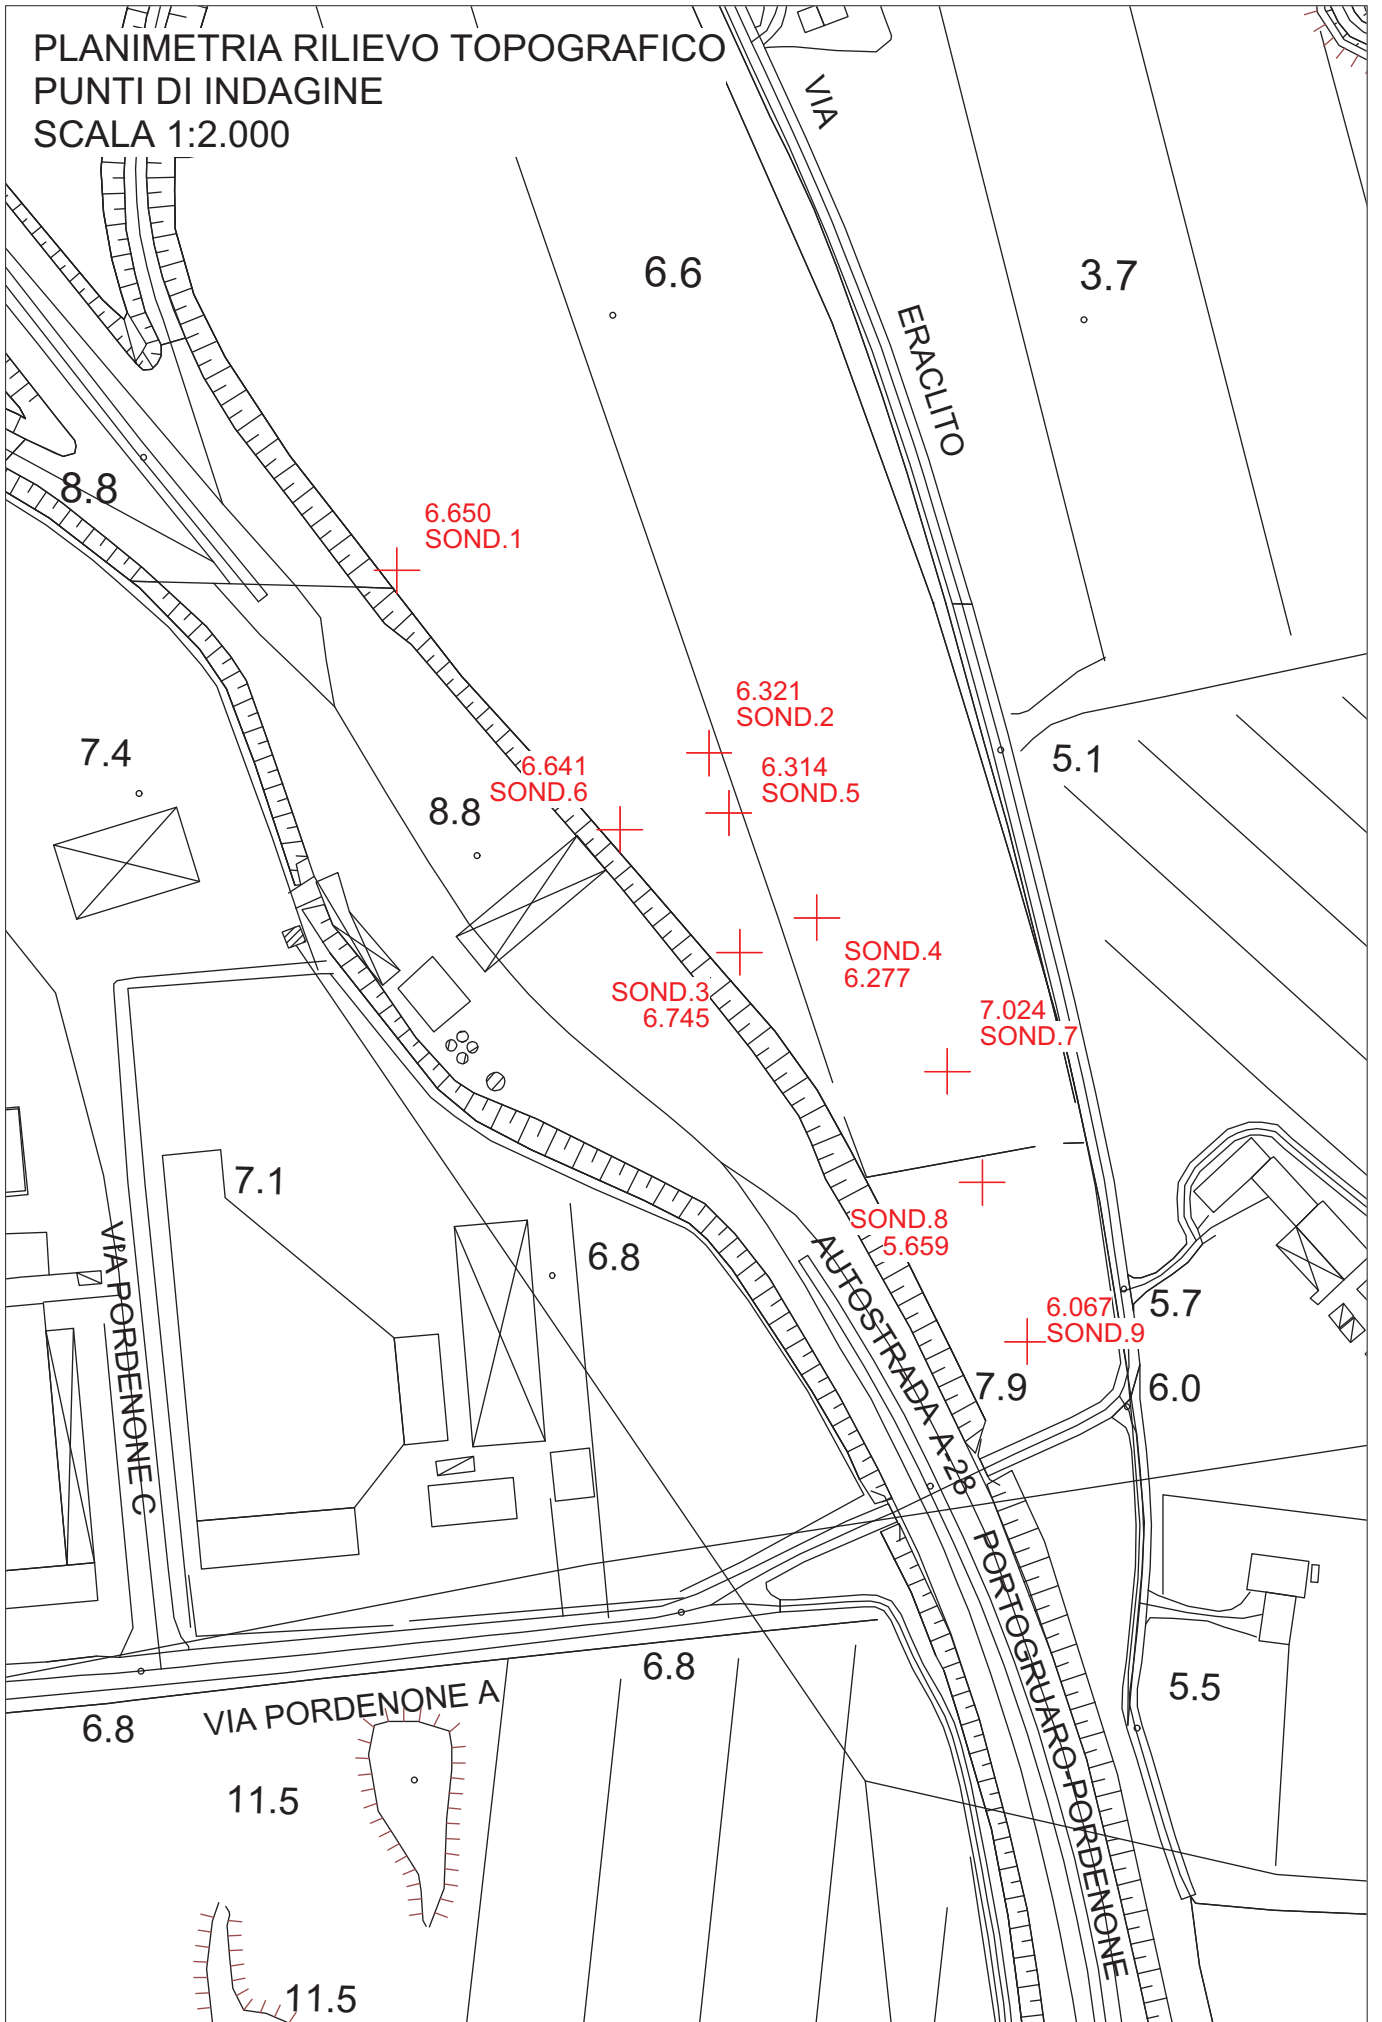 PLANIMETRIA RILIEVO TOPOGRAFICO
PUNTI DI INDAGINE
SCALA 1:2.000
VIA
ERACLITO
6.6
3.7
8.8
6.650
SOND.1
6.321
SOND.2
7.4
5.1
6.641
SOND.6
6.314
SOND.5
8.8
SOND.4
6.277
SOND.3
6.745
7.024
SOND.7
7.1
SOND.8
5.659
6.8
VIA PORDENONE C
6.067
SOND.9
5.7
7.9
6.0
AUTOSTRADA A-28 PORTOGRUARO-PORDENONE
6.8
5.5
VIA PORDENONE A
6.8
11.5
11.5